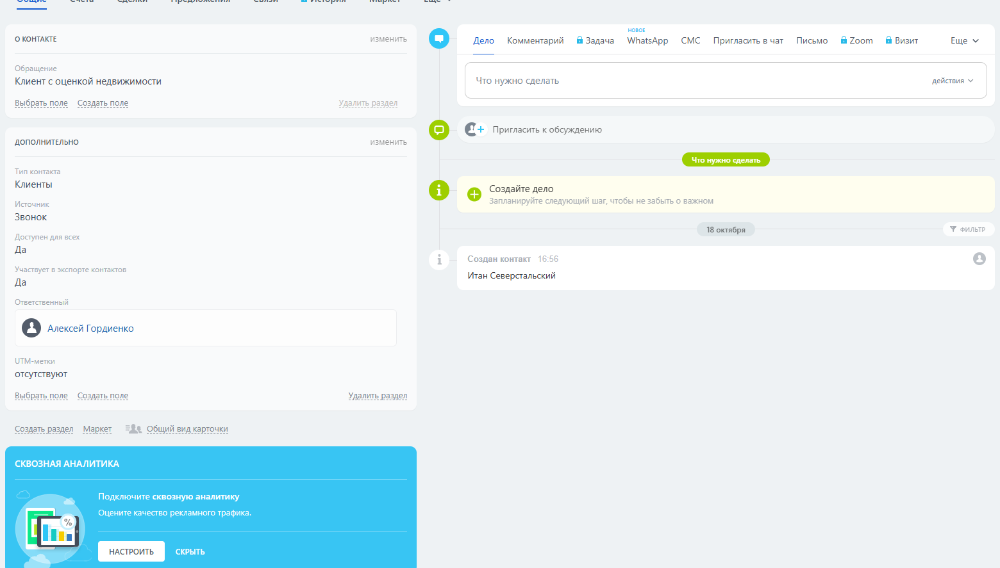 Общие Счета Сделки Предложения Связи История Маркет Еще
О КОНТАКТЕ
изменить
Обращение
Клиент с оценкой недвижимости
Выбрать поле Создать поле Удалить раздел
ДОПОЛНИТЕЛЬНО
изменить
Тип контакта
Клиенты
Источник
Звонок
Доступен для всех
Да
Участвует в экспорте контактов
Да
Ответственный
Алексей Гордиенко
UTM-метки
отсутствуют
Выбрать поле Создать поле Удалить раздел
Создать раздел Маркет Общий вид карточки
СКВОЗНАЯ АНАЛИТИКА
Подключите сквозную аналитику
Оцените качество рекламного трафика.
%
НАСТРОИТЬ СКРЫТЬ
НОВОЕ
Дело Комментарий Задача WhatsApp СМС Пригласить в чат Письмо Zoom Визит Еще
Что нужно сделать
действия
Пригласить к обсуждению
Что нужно сделать
Создайте дело
Запланируйте следующий шаг, чтобы не забыть о важном
18 октября
ФИЛЬТР
Создан контакт 16:56
Итан Северстальский